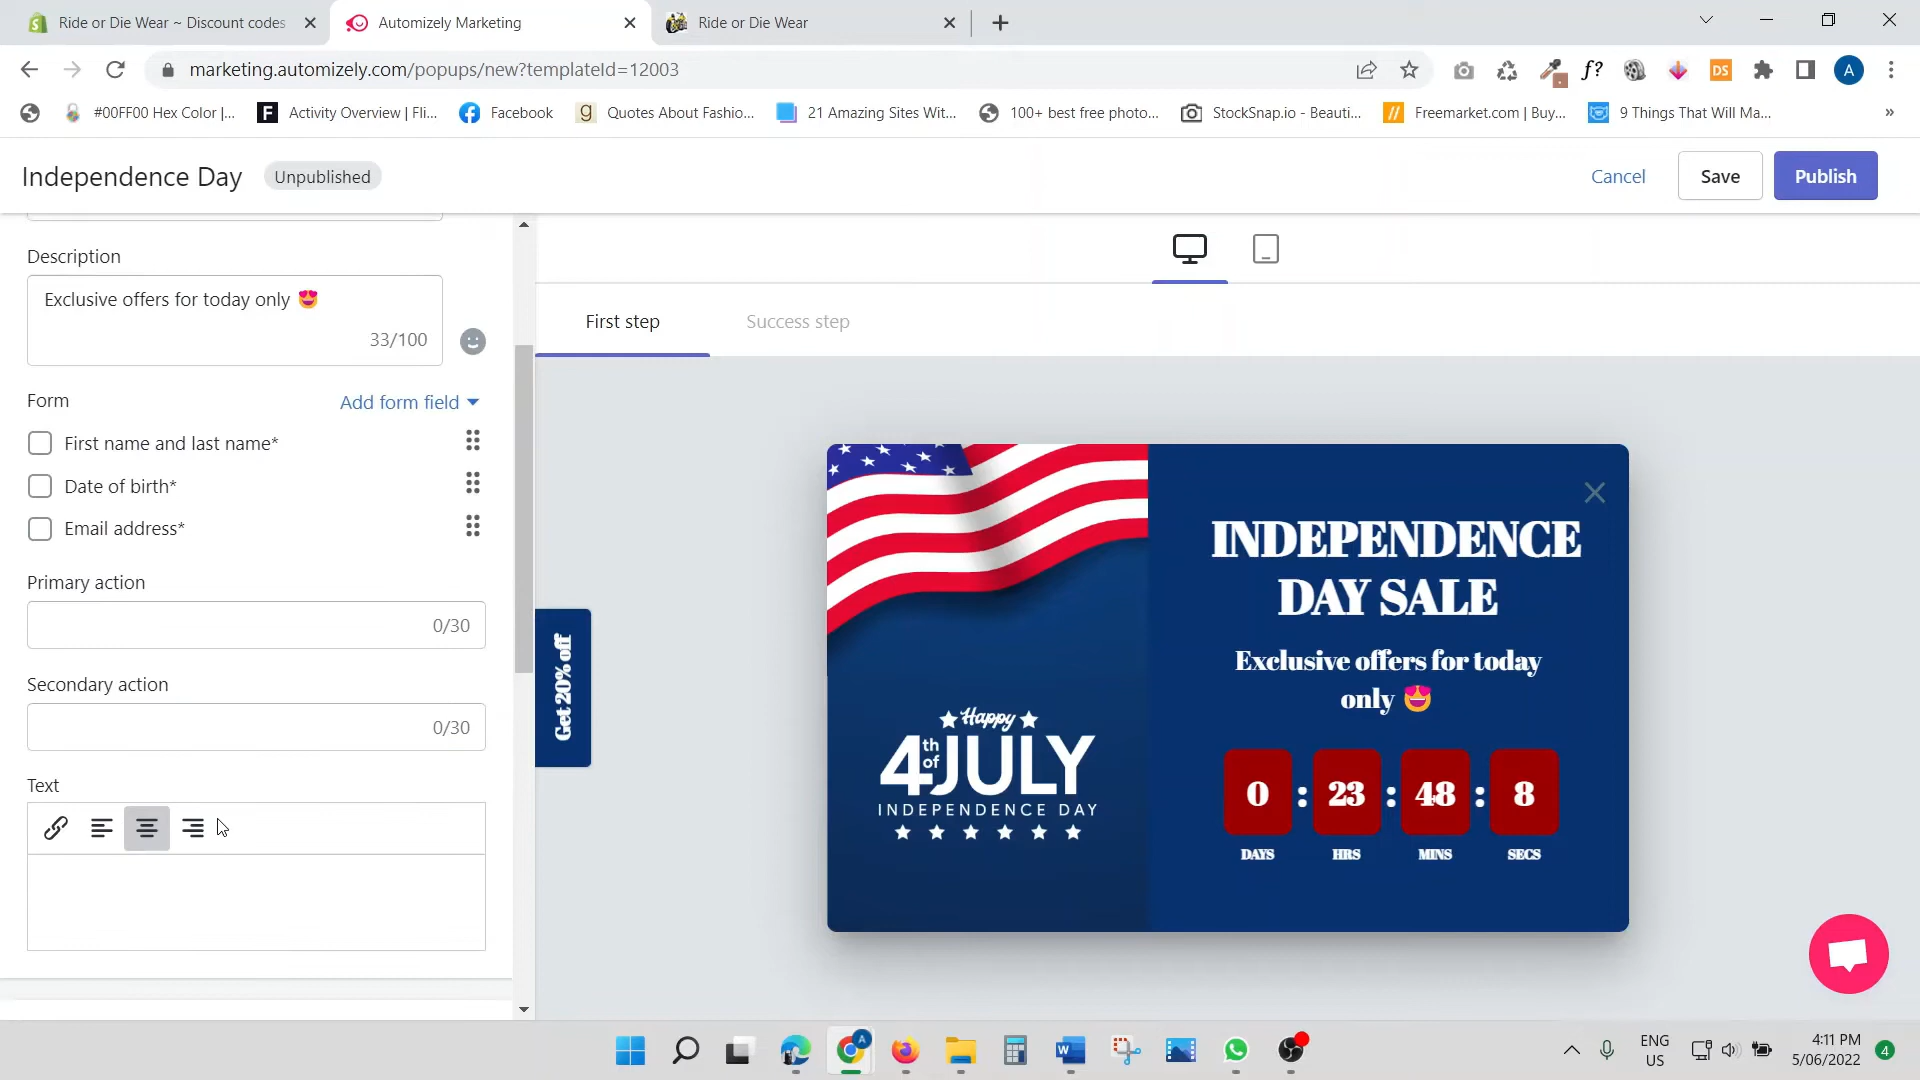 Ride or Die Wear ~ Discount codes
Automizely Marketing
Ride or Die Wear
marketing.automizely.com/popups/new?templateId=12003
f?
DS
A
#00FF00 Hex Color |...
F
Activity Overview | Fli...
Facebook
g
Quotes About Fashio...
21 Amazing Sites Wit...
100+ best free photo...
StockSnap.io - Beauti...
Freemarket.com | Buy...
9 Things That Will Ma...
»
Independence Day
Unpublished
Cancel
Save
Publish
Description
Exclusive offers for today only 😍
33/100
Form
Add form field
First name and last name*
Date of birth*
Email address*
Primary action
0/30
Secondary action
0/30
Text
First step
Success step
Get 20% off
Happy
4th of JULY
INDEPENDENCE DAY
INDEPENDENCE
DAY SALE
Exclusive offers for today
only 😍
0 : 23 : 48 : 8
DAYS HRS MINS SECS
A
W
ENG
US
4:11 PM
5/06/2022
4